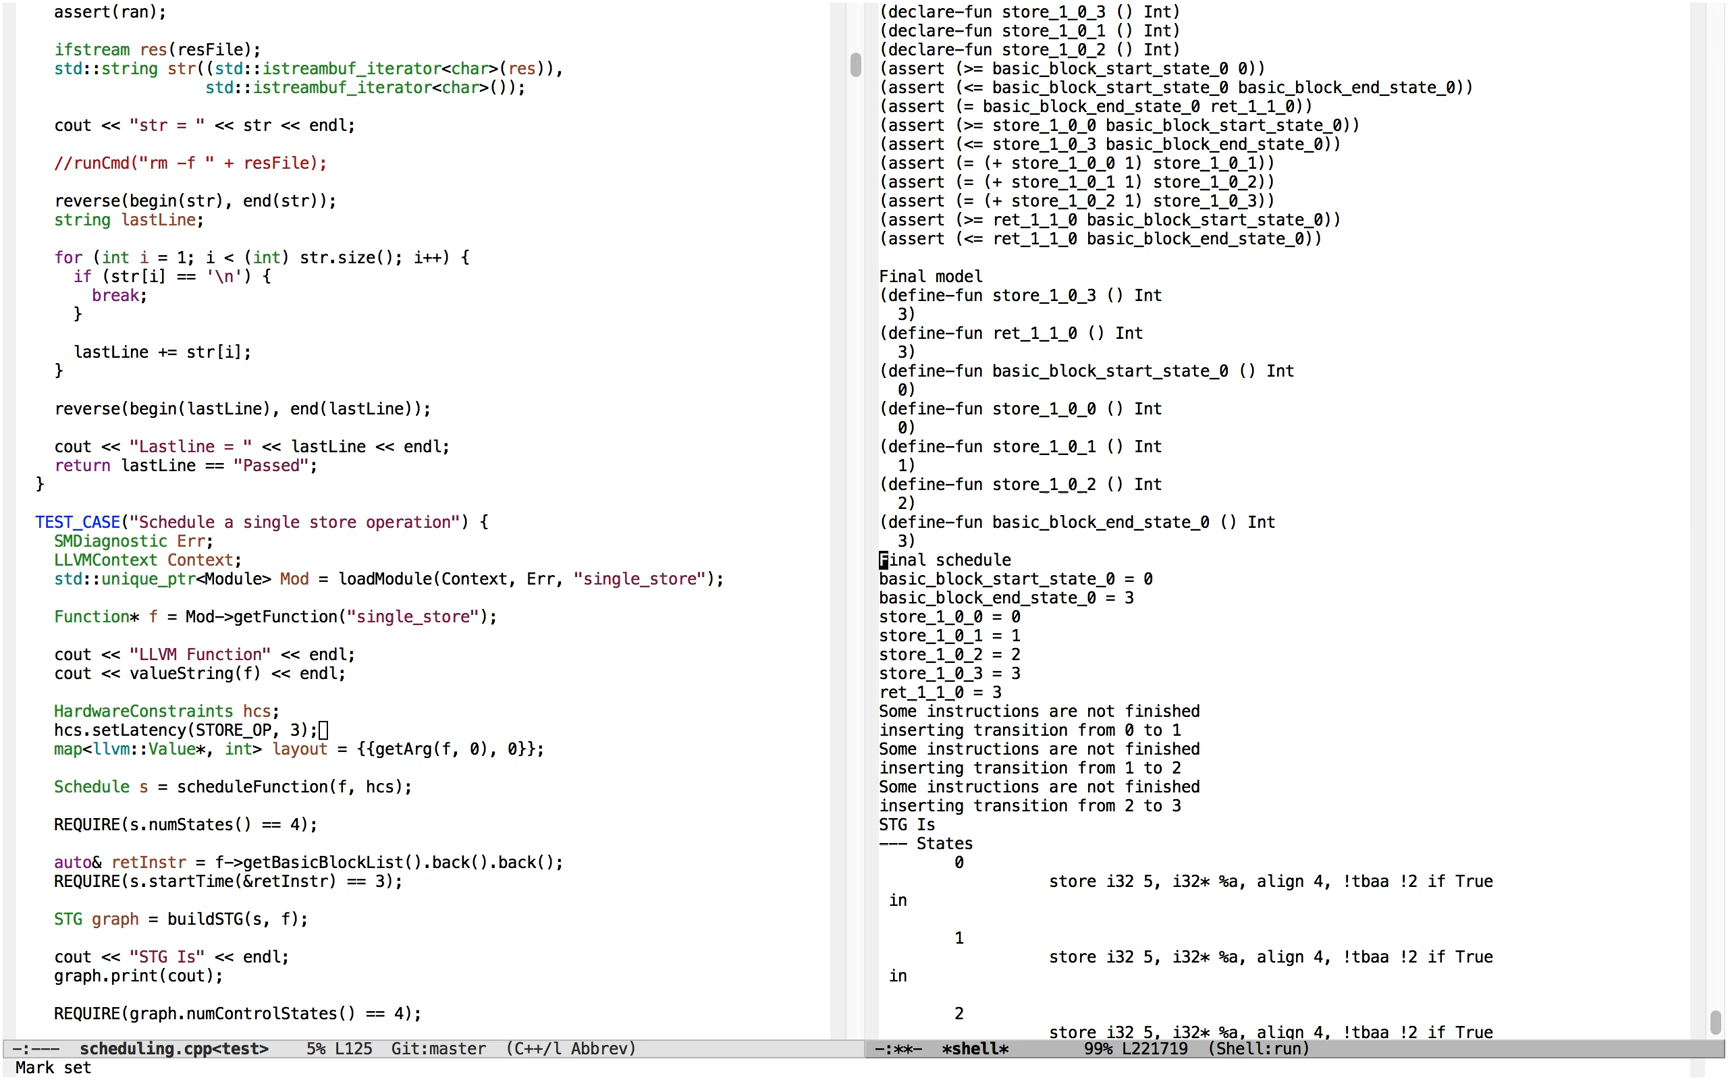 assert(ran);
ifstream res(resFile);
std::string str((std::istreambuf_iterator<char>(res)),
std::istreambuf_iterator<char>());
cout << "str = " << str << endl;
//runCmd("rm -f " + resFile);
reverse(begin(str), end(str));
string lastLine;
for (int i = 1; i < (int) str.size(); i++) {
if (str[i] == '\n') {
break;
}
lastLine += str[i];
}
reverse(begin(lastLine), end(lastLine));
cout << "Lastline = " << lastLine << endl;
return lastLine == "Passed";
}
TEST_CASE("Schedule a single store operation") {
SMDiagnostic Err;
LLVMContext Context;
std::unique_ptr<Module> Mod = loadModule(Context, Err, "single_store");
Function* f = Mod->getFunction("single_store");
cout << "LLVM Function" << endl;
cout << valueString(f) << endl;
HardwareConstraints hcs;
hcs.setLatency(STORE_OP, 3);
map<llvm::Value*, int> layout = {{getArg(f, 0), 0}};
Schedule s = scheduleFunction(f, hcs);
REQUIRE(s.numStates() == 4);
auto& retInstr = f->getBasicBlockList().back().back();
REQUIRE(s.startTime(&retInstr) == 3);
STG graph = buildSTG(s, f);
cout << "STG Is" << endl;
graph.print(cout);
REQUIRE(graph.numControlStates() == 4);
-:--- scheduling.cpp<test> 5% L125 Git:master (C++/l Abbrev)
Mark set
(declare-fun store_1_0_3 () Int)
(declare-fun store_1_0_1 () Int)
(declare-fun store_1_0_2 () Int)
(assert (>= basic_block_start_state_0 0))
(assert (<= basic_block_start_state_0 basic_block_end_state_0))
(assert (= basic_block_end_state_0 ret_1_1_0))
(assert (>= store_1_0_0 basic_block_start_state_0))
(assert (<= store_1_0_3 basic_block_end_state_0))
(assert (= (+ store_1_0_0 1) store_1_0_1))
(assert (= (+ store_1_0_1 1) store_1_0_2))
(assert (= (+ store_1_0_2 1) store_1_0_3))
(assert (>= ret_1_1_0 basic_block_start_state_0))
(assert (<= ret_1_1_0 basic_block_end_state_0))
Final model
(define-fun store_1_0_3 () Int
3)
(define-fun ret_1_1_0 () Int
3)
(define-fun basic_block_start_state_0 () Int
0)
(define-fun store_1_0_0 () Int
0)
(define-fun store_1_0_1 () Int
1)
(define-fun store_1_0_2 () Int
2)
(define-fun basic_block_end_state_0 () Int
3)
Final schedule
basic_block_start_state_0 = 0
basic_block_end_state_0 = 3
store_1_0_0 = 0
store_1_0_1 = 1
store_1_0_2 = 2
store_1_0_3 = 3
ret_1_1_0 = 3
Some instructions are not finished
inserting transition from 0 to 1
Some instructions are not finished
inserting transition from 1 to 2
Some instructions are not finished
inserting transition from 2 to 3
STG Is
--- States
0
store i32 5, i32* %a, align 4, !tbaa !2 if True
in
1
store i32 5, i32* %a, align 4, !tbaa !2 if True
in
2
store i32 5, i32* %a, align 4, !tbaa !2 if True
-:**- *shell* 99% L221719 (Shell:run)